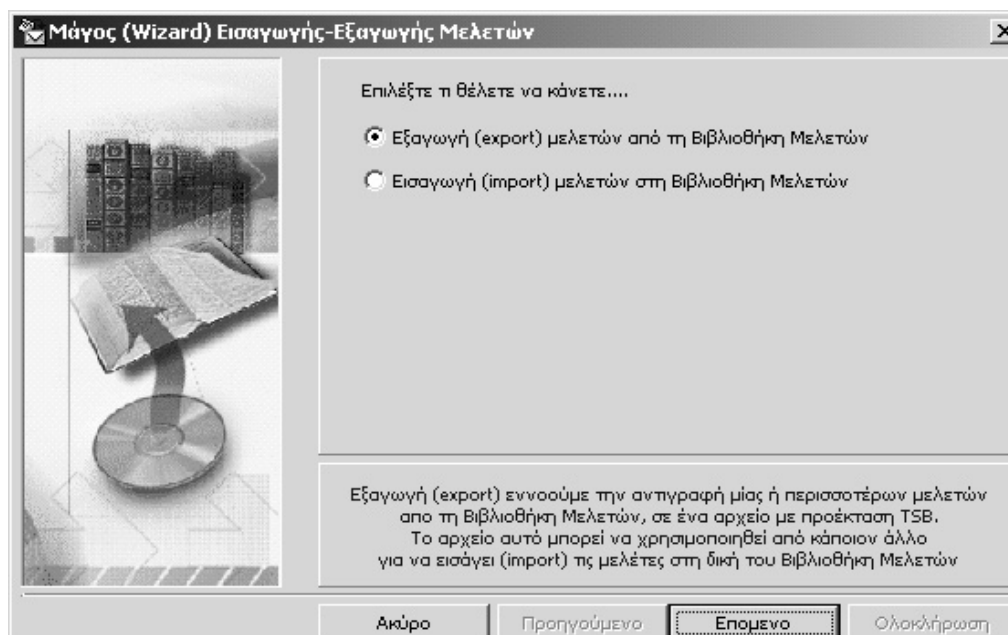 Μάγος (Wizard) Εισαγωγής-Εξαγωγής Μελετών
Επιλέξτε τι θέλετε να κάνετε....
Εξαγωγή (export) μελετών από τη Βιβλιοθήκη Μελετών
Εισαγωγή (import) μελετών στη Βιβλιοθήκη Μελετών
Εξαγωγή (export) εννοούμε την αντιγραφή μίας ή περισσοτέρων μελετών
απο τη Βιβλιοθήκη Μελετών, σε ένα αρχείο με προέκταση TSB.
Το αρχείο αυτό μπορεί να χρησιμοποιηθεί από κάποιον άλλο
για να εισάγει (import) τις μελέτες στη δική του Βιβλιοθήκη Μελετών
Ακύρο Προηγούμενο Επομενο Ολοκλήρωση